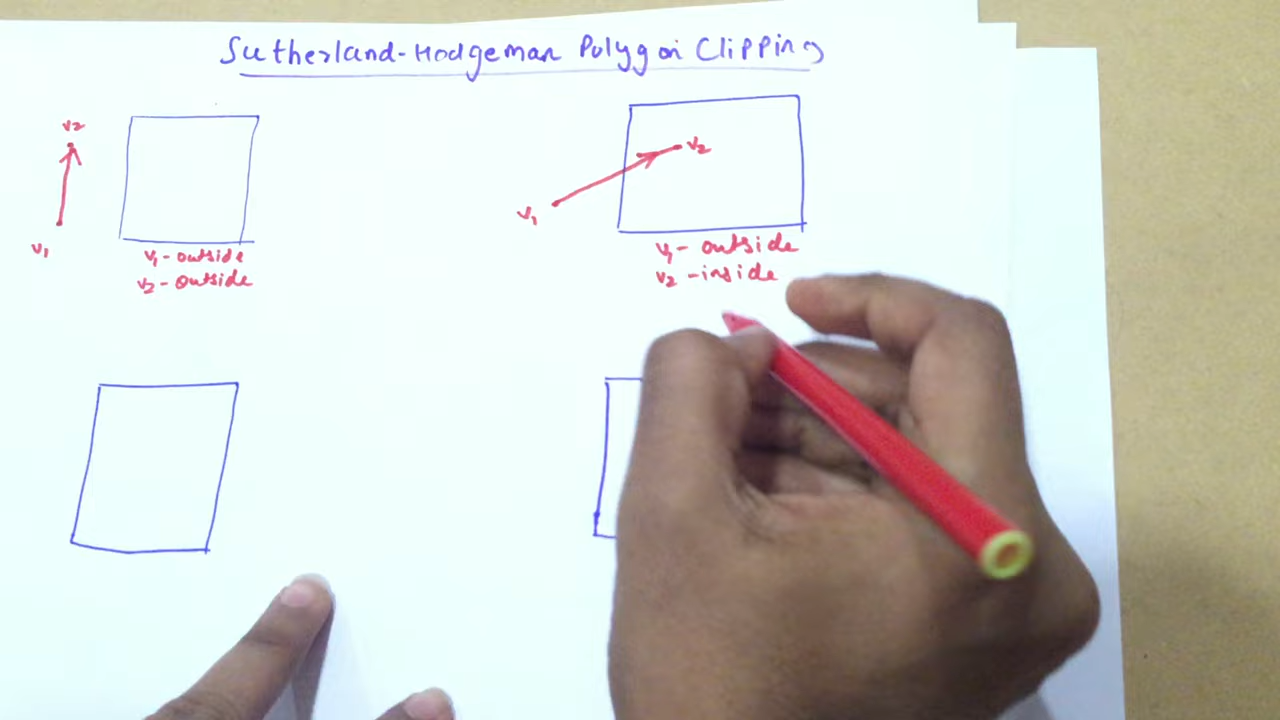 Sutherland-Hodgeman Polygon Clipping
v2
v1
v1-outside
v2-outside
v2
v1
v1- outside
v2 -inside